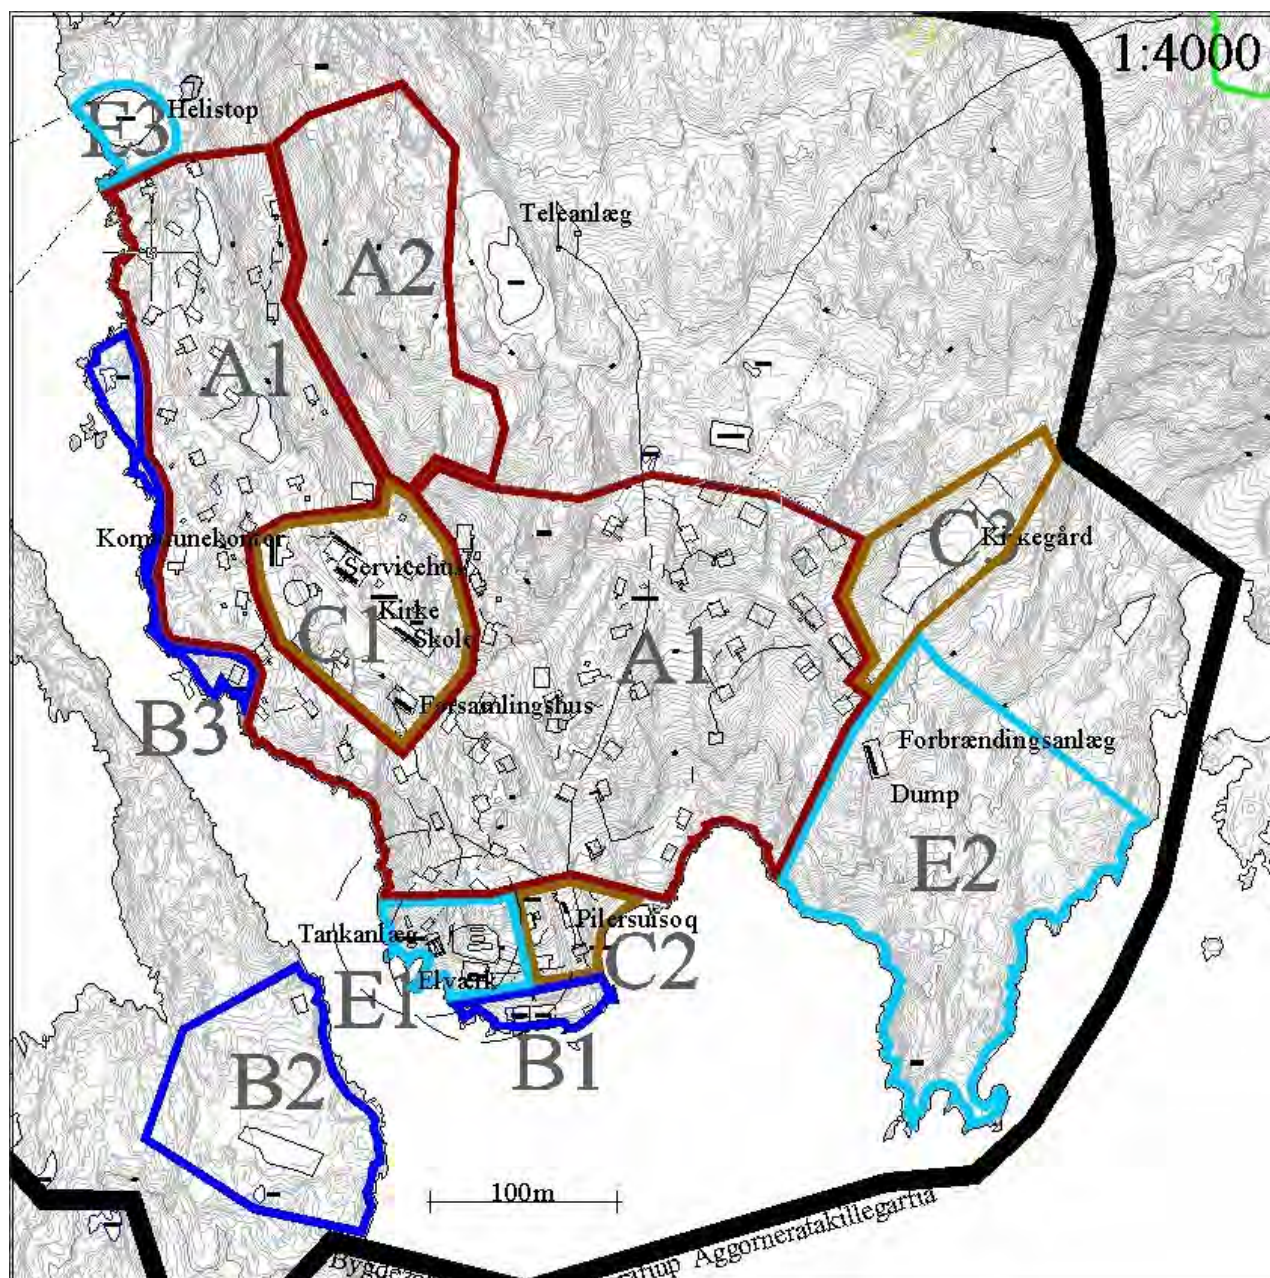 1:4000
Helistop
E3
Teleanlæg
A2
A1
Kommunekontor
Servicehus
Kirke
Skole
C1
C3
Kirkegård
A1
Forsamlingshus
B3
Forbrændingsanlæg
Dump
E2
Pilersuisoq
Tankanlæg
C2
Elværk
E1
B1
B2
100m
Aggorneratakillegarfia